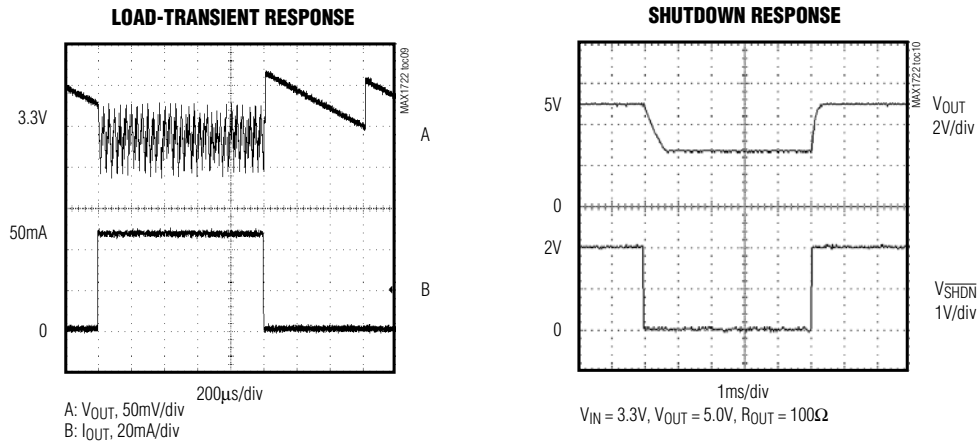 LOAD-TRANSIENT RESPONSE
MAX1722 toc09
3.3V
A
50mA
B
0
200μs/div
A: VOUT, 50mV/div
B: IOUT, 20mA/div
SHUTDOWN RESPONSE
MAX1722 toc10
5V
VOUT
2V/div
0
2V
VSHDN
1V/div
0
1ms/div
VIN = 3.3V, VOUT = 5.0V, ROUT = 100Ω